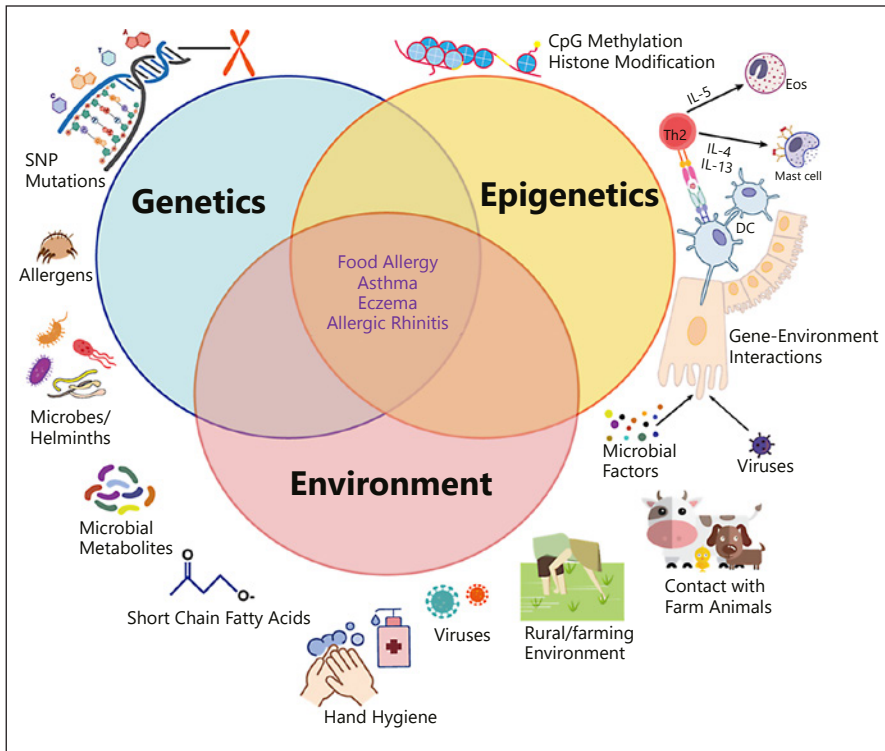 CpG Methylation
Histone Modification
A
T
G
C
SNP
Mutations
IL-5
Eos
Th2
IL-4
IL-13
Mast cell
DC
Genetics
Epigenetics
Food Allergy
Asthma
Eczema
Allergic Rhinitis
Allergens
Gene-Environment
Interactions
Microbes/
Helminths
Microbial
Factors
Viruses
Environment
Microbial
Metabolites
O
O-
Short Chain Fatty Acids
Viruses
Rural/farming
Environment
Contact with
Farm Animals
Hand Hygiene